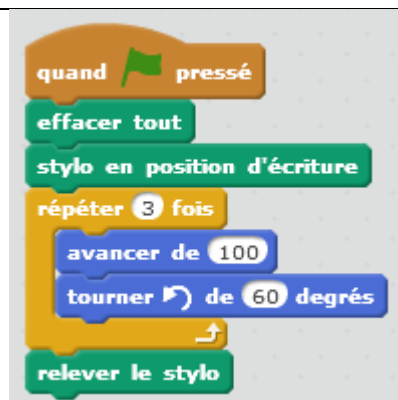 quand pressé
effacer tout
stylo en position d'écriture
répéter 3 fois
avancer de 100
tourner de 60 degrés
relever le stylo